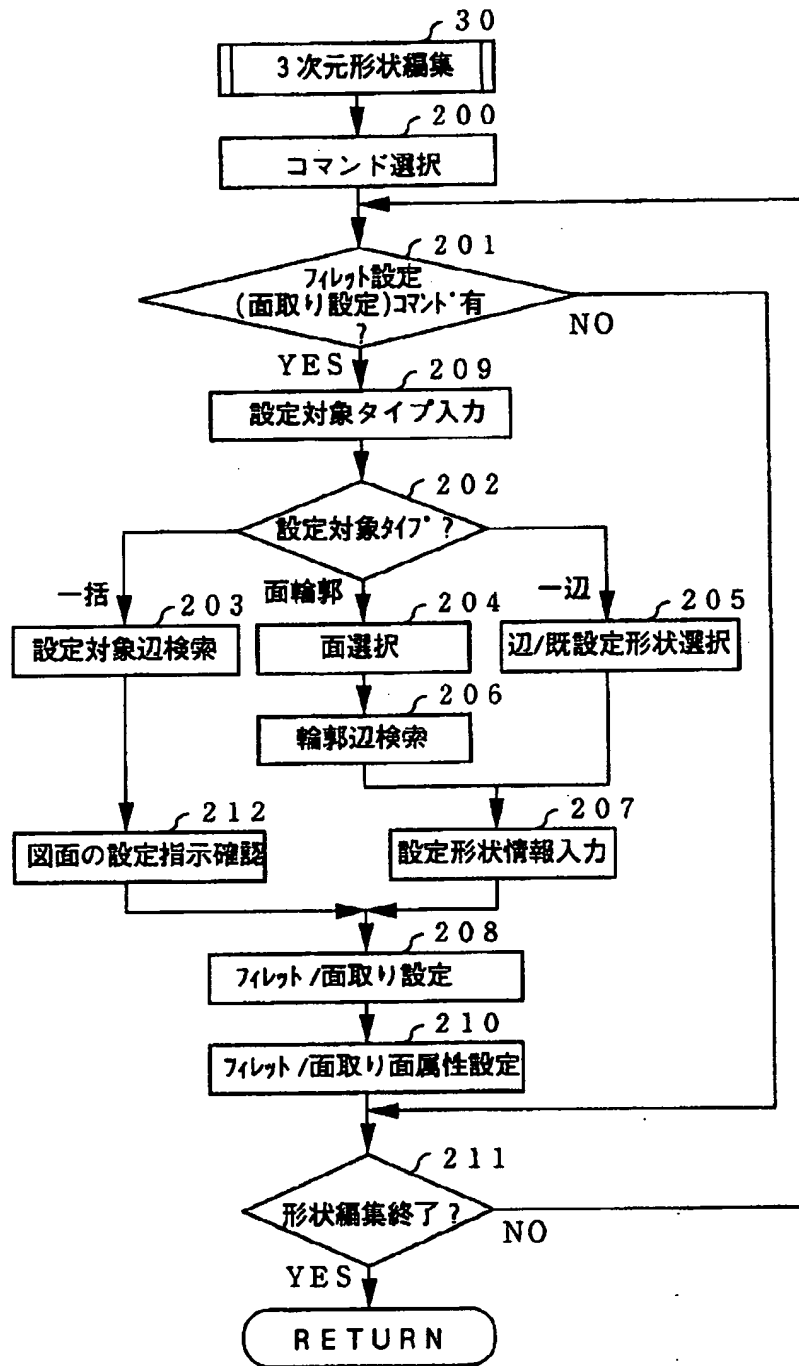 30
3次元形状編集
200
コマンド選択
201
フィレット設定
(面取り設定)コマンド有
?
NO
YES
209
設定対象タイプ入力
202
設定対象タイプ?
一括
面輪郭
一辺
203
設定対象辺検索
204
面選択
205
辺/既設定形状選択
206
輪郭辺検索
212
図面の設定指示確認
207
設定形状情報入力
208
フィレット/面取り設定
210
フィレット/面取り面属性設定
211
形状編集終了?
NO
YES
RETURN